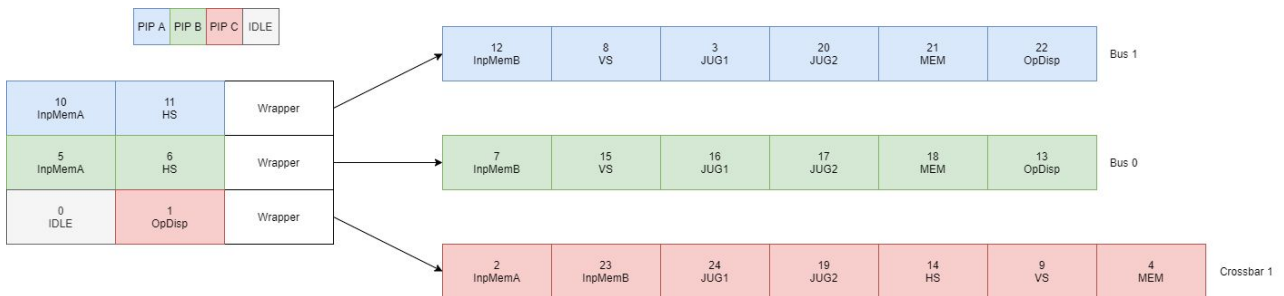 PIP A PIP B PIP C IDLE
12 8 3 20 21 22
InpMemB VS JUG1 JUG2 MEM OpDisp
Bus 1
10 11
InpMemA HS
Wrapper
5 6
InpMemA HS
Wrapper
7 15 16 17 18 13
InpMemB VS JUG1 JUG2 MEM OpDisp
Bus 0
0 1
IDLE OpDisp
Wrapper
2 23 24 19 14 9 4
InpMemA InpMemB JUG1 JUG2 HS VS MEM
Crossbar 1